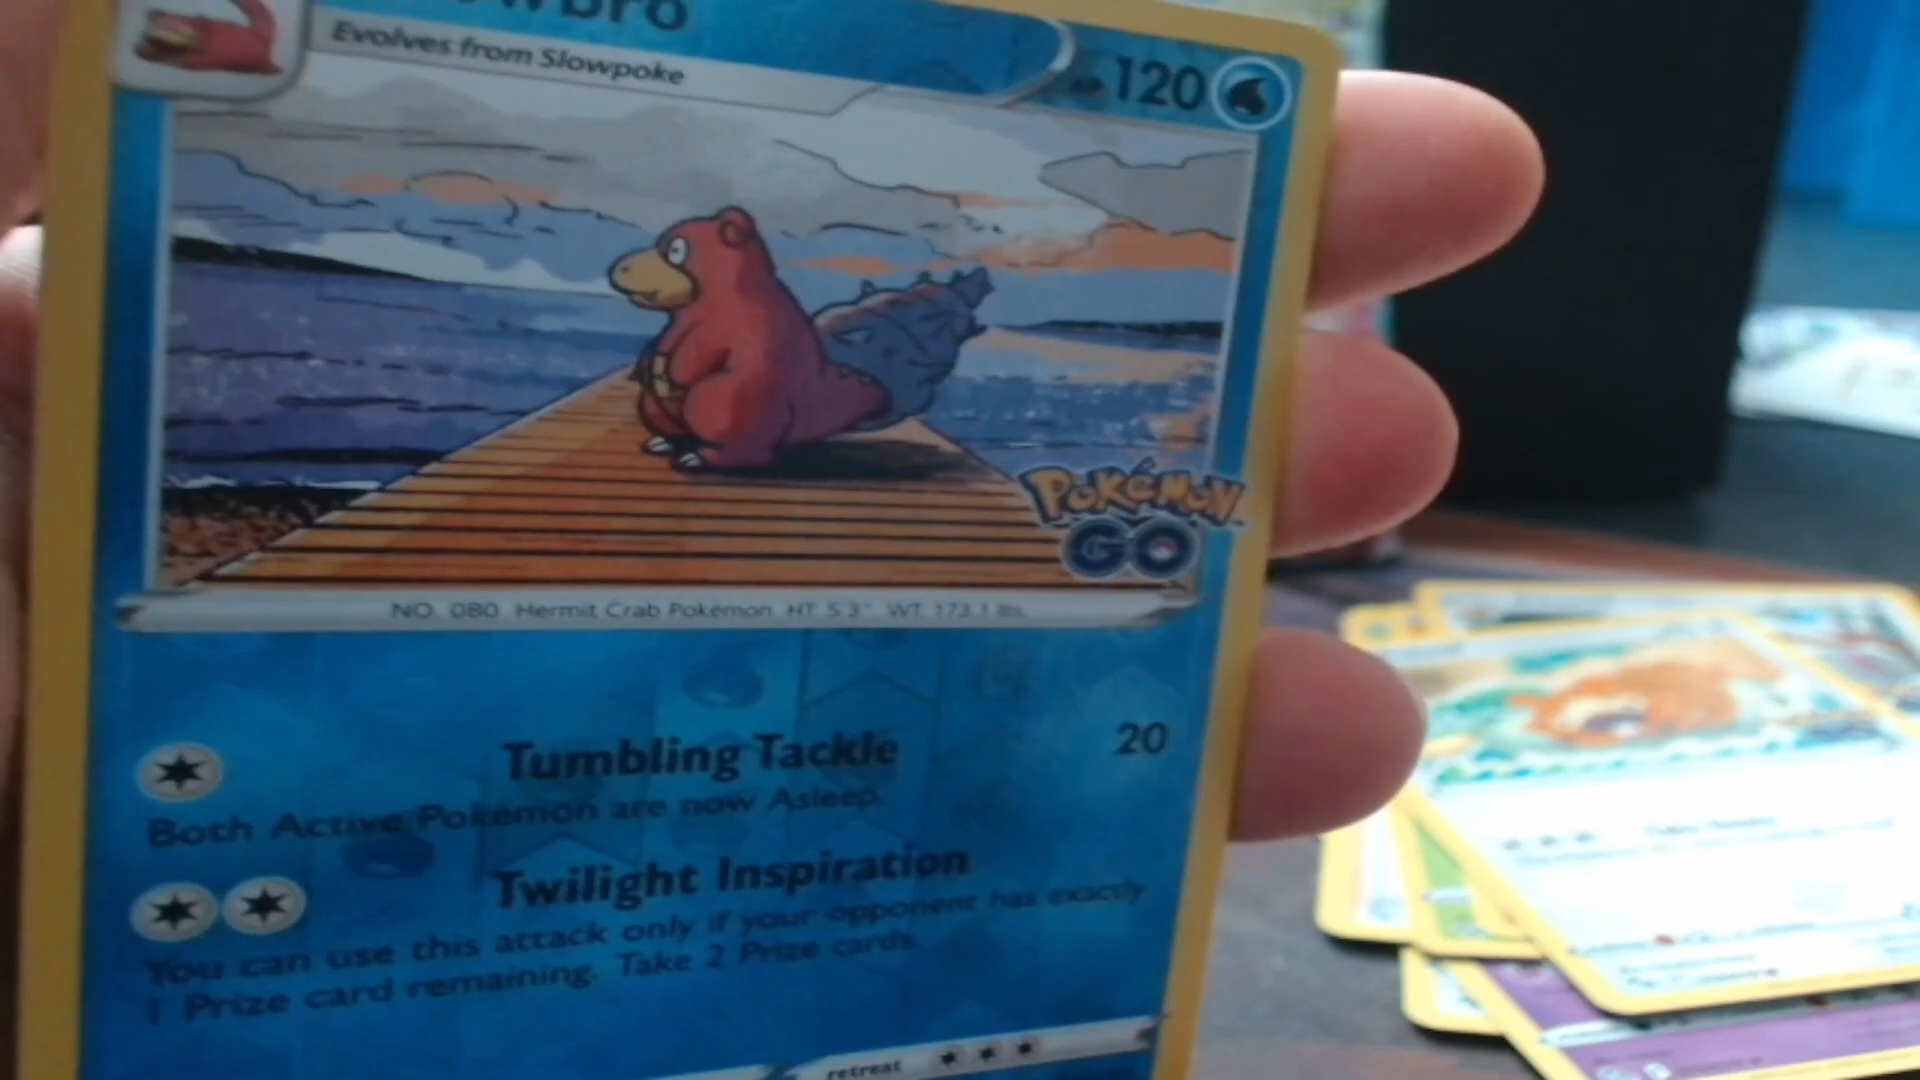 wbro
Evolves from Slowpoke
120
POKÉMON
GO
NO. 080 Hermit Crab Pokémon HT. 5'3" WT. 173.1 lbs.
Tumbling Tackle 20
Both Active Pokémon are now Asleep.
Twilight Inspiration
You can use this attack only if your opponent has exactly
1 Prize card remaining. Take 2 Prize cards.
retreat